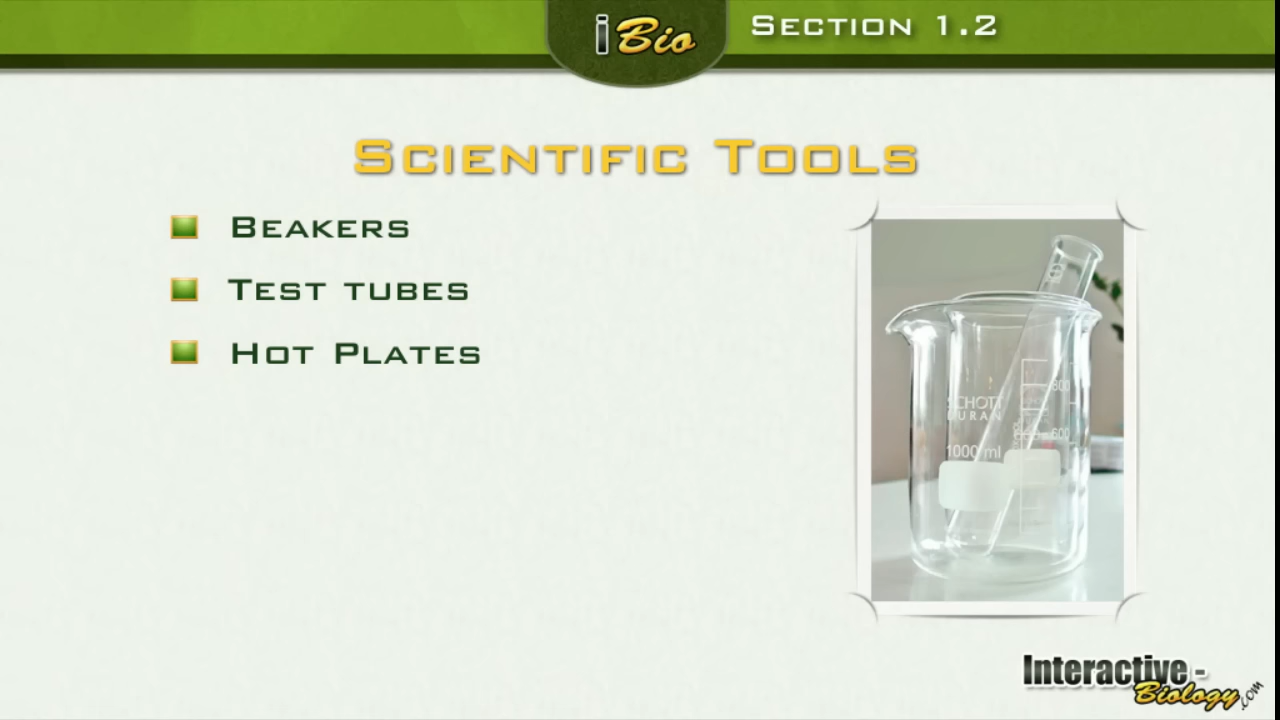 i Bio
Section 1.2
Scientific Tools
Beakers
Test tubes
Hot Plates
SCHOTT
DURAN
1000 ml
800
600
Interactive-
Biology.com